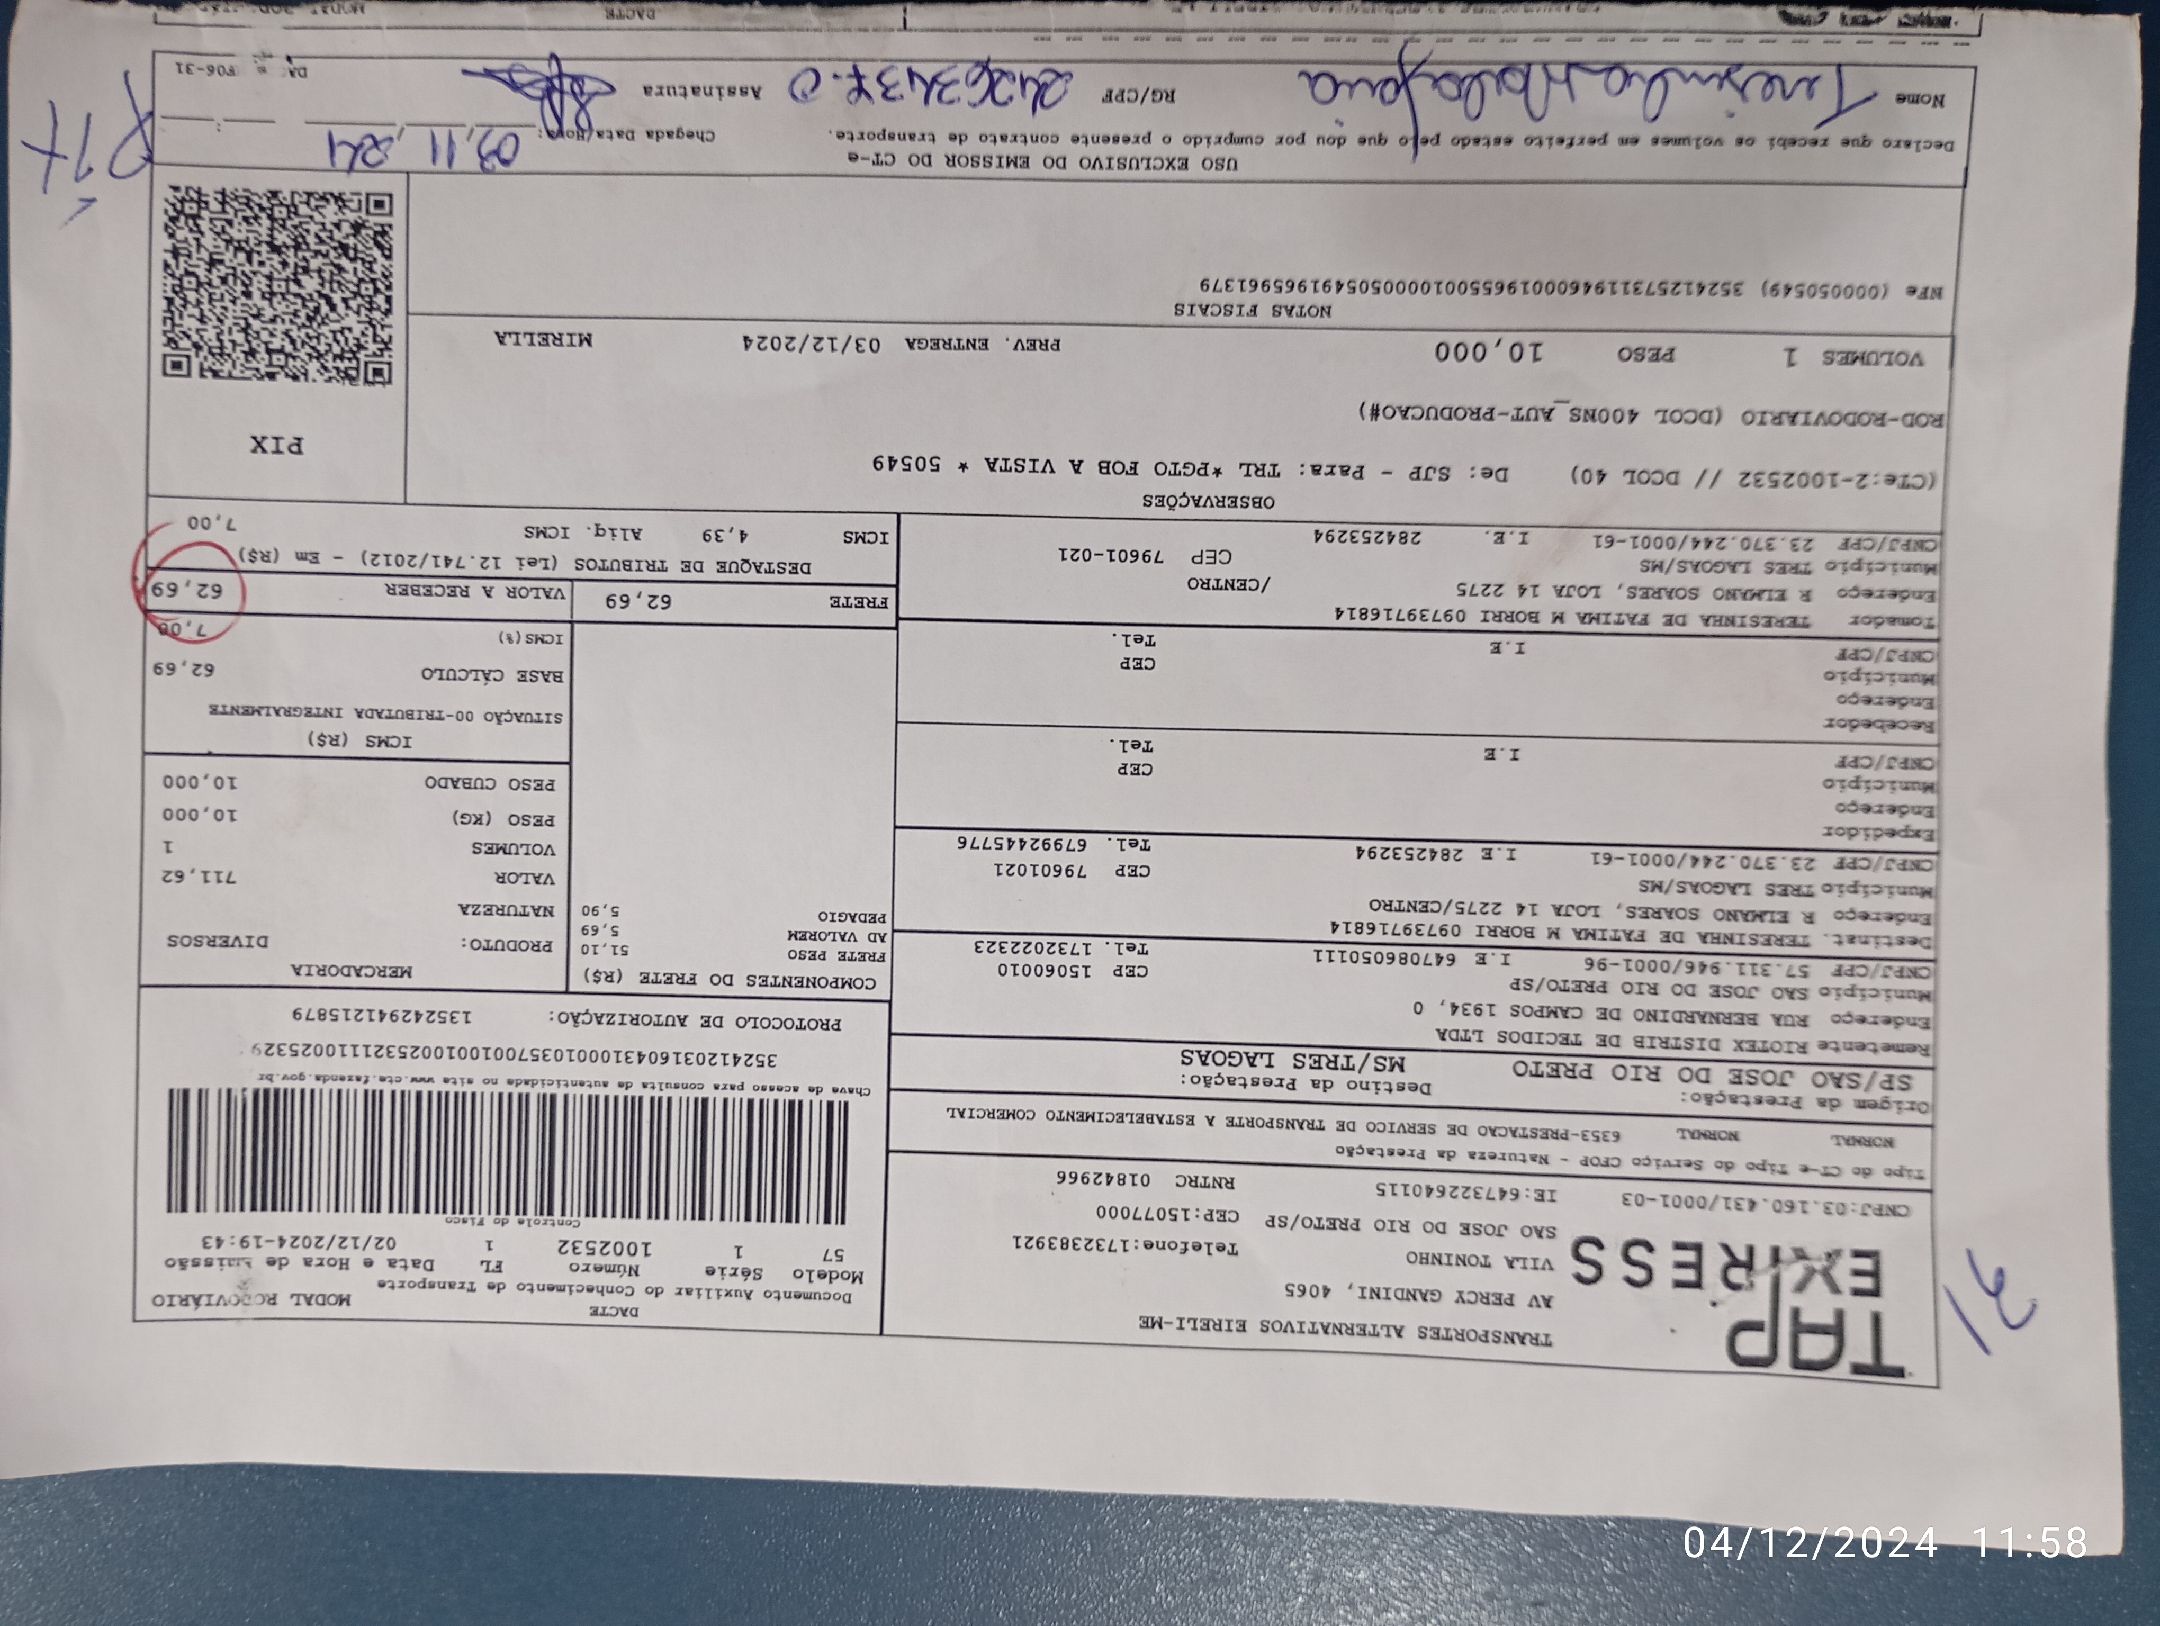 TAP
EXPRESS
TRANSPORTES ALTERNATIVOS EIRELI-ME
AV PERCY GANDINI, 4065
VILA TONINHO Telefone:1732383921
SAO JOSE DO RIO PRETO/SP CEP:15077000
CNPJ:03.160.431/0001-03 IE:647322640115 RNTRC 01842966
DACTE
Documento Auxiliar do Conhecimento de Transporte
MODAL RODOVIÁRIO
Modelo Série Número FL Data e Hora de Emissão
57 1 1002532 1 02/12/2024-19:43
Controle do Fisco
Chave de acesso para consulta de autenticidade no site www.cte.fazenda.gov.br
35241203160431000103570010010025321110025329
PROTOCOLO DE AUTORIZAÇÃO: 135242941215879
Tipo do CT-e Tipo do Serviço CFOP - Natureza da Prestação
NORMAL NORMAL 6353-PRESTACAO DE SERVICO DE TRANSPORTE A ESTABELECIMENTO COMERCIAL
Origem da Prestação: Destino da Prestação:
SP/SAO JOSE DO RIO PRETO MS/TRES LAGOAS
Remetente RIOTEX DISTRIB DE TECIDOS LTDA
Endereço RUA BERNARDINO DE CAMPOS 1934, 0
Município SAO JOSE DO RIO PRETO/SP CEP 15060010
CNPJ/CPF 57.311.946/0001-96 I.E 647086050111 Tel. 1732022323
Destinat. TERESINHA DE FATIMA M BORRI 09739716814
Endereço R ELMANO SOARES, LOJA 14 2275/CENTRO
Município TRES LAGOAS/MS CEP 79601021
CNPJ/CPF 23.370.244/0001-61 I.E 284253294 Tel. 67992445776
Expedidor
Endereço
Município CEP
CNPJ/CPF I.E Tel.
Recebedor
Endereço
Município CEP
CNPJ/CPF I.E Tel.
Tomador TERESINHA DE FATIMA M BORRI 09739716814
Endereço R ELMANO SOARES, LOJA 14 2275 /CENTRO
Município TRES LAGOAS/MS CEP 79601-021
CNPJ/CPF 23.370.244/0001-61 I.E. 284253294
COMPONENTES DO FRETE (R$)
FRETE PESO 51,10
AD VALOREM 5,69
PEDAGIO 5,90
MERCADORIA
PRODUTO: DIVERSOS
NATUREZA
VALOR 711,62
VOLUMES 1
PESO (KG) 10,000
PESO CUBADO 10,000
ICMS (R$)
SITUAÇÃO 00-TRIBUTADA INTEGRALMENTE
BASE CÁLCULO 62,69
ICMS(%) 7,00
FRETE 62,69 VALOR A RECEBER 62,69
DESTAQUE DE TRIBUTOS (Lei 12.741/2012) - Em (R$)
ICMS 4,39 Aliq. ICMS 7,00
OBSERVAÇÕES
(CTe:2-1002532 // DCOL 40) De: SJP - Para: TRL *PGTO FOB A VISTA * 50549
ROD-RODOVIARIO (DCOL 400NS_AUT-PRODUCAO#)
VOLUMES 1 PESO 10,000 PREV. ENTREGA 03/12/2024 MIRELLA
PIX
NOTAS FISCAIS
NFe (000050549) 35241257311946000196550010000505491965961379
USO EXCLUSIVO DO EMISSOR DO CT-e
Declaro que recebi os volumes em perfeito estado pelo que dou por cumprido o presente contrato de transporte.
Chegada Data/Hora: 03,11,24
Nome RG/CPF 24263437.0 Assinatura
F06-31
DACTE
04/12/2024 11:58